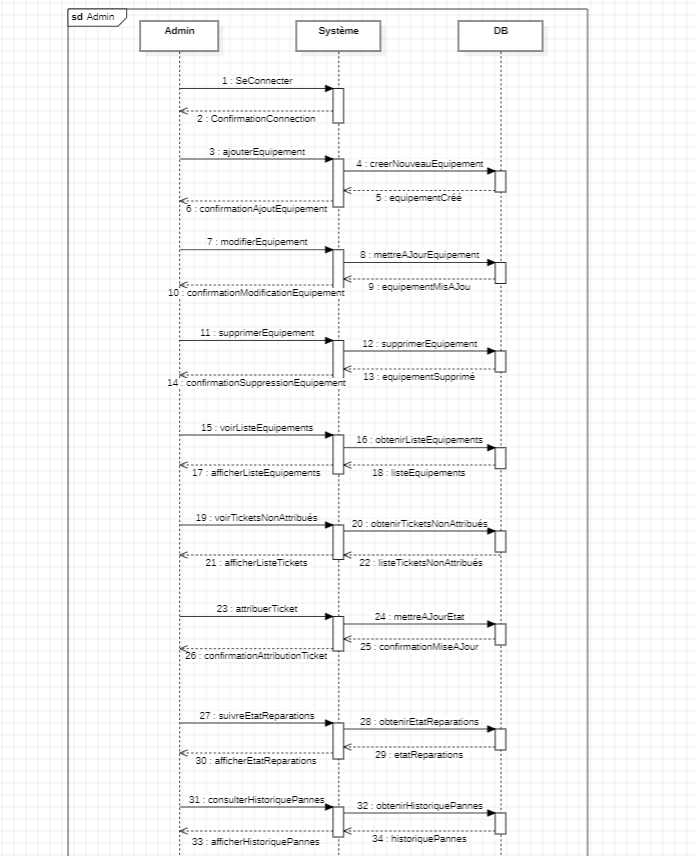 sd Admin
Admin
Système
DB
1 : SeConnecter
2 : ConfirmationConnection
3 : ajouterEquipement
4 : creerNouveauEquipement
5 : equipementCréé
6 : confirmationAjoutEquipement
7 : modifierEquipement
8 : mettreAJourEquipement
9 : equipementMisAJou
10 : confirmationModificationEquipement
11 : supprimerEquipement
12 : supprimerEquipement
13 : equipementSupprimé
14 : confirmationSuppressionEquipement
15 : voirListeEquipements
16 : obtenirListeEquipements
17 : afficherListeEquipements
18 : listeEquipements
19 : voirTicketsNonAttribués
20 : obtenirTicketsNonAttribués
21 : afficherListeTickets
22 : listeTicketsNonAttribués
23 : attribuerTicket
24 : mettreAJourEtat
25 : confirmationMiseAJour
26 : confirmationAttributionTicket
27 : suivreEtatReparations
28 : obtenirEtatReparations
29 : etatReparations
30 : afficherEtatReparations
31 : consulterHistoriquePannes
32 : obtenirHistoriquePannes
33 : afficherHistoriquePannes
34 : historiquePannes